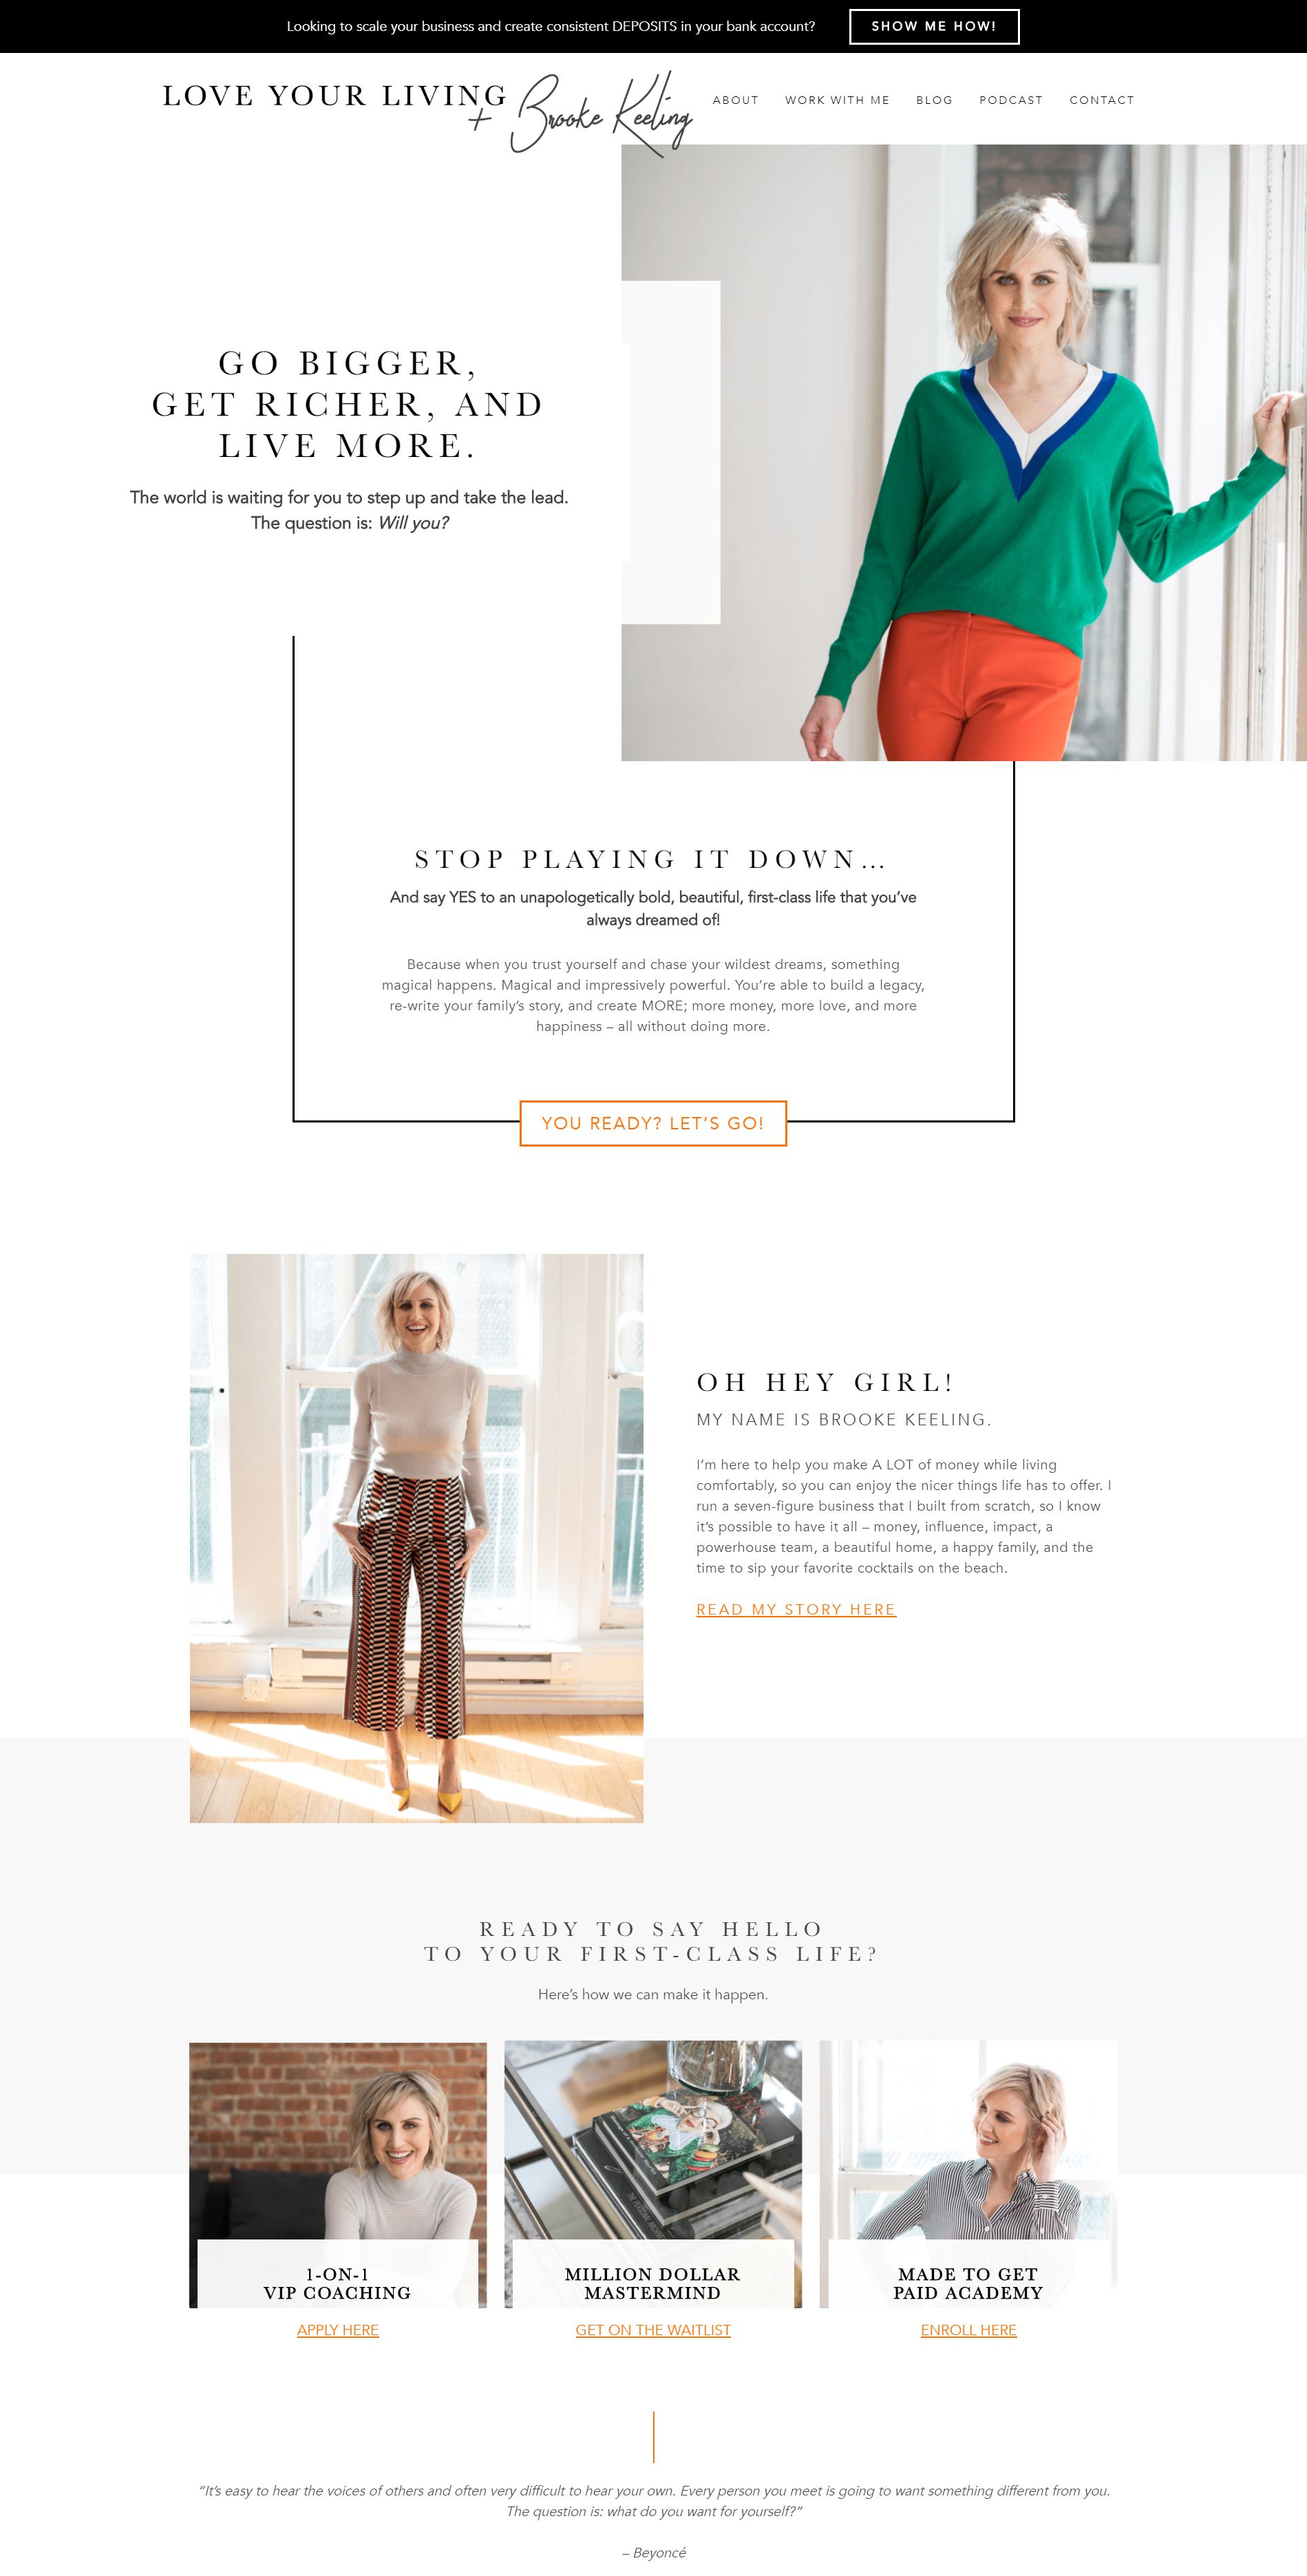 Looking to scale your business and create consistent DEPOSITS in your bank account?
SHOW ME HOW!
LOVE YOUR LIVING
+ Brooke Keeling
ABOUT
WORK WITH ME
BLOG
PODCAST
CONTACT
GO BIGGER,
GET RICHER, AND
LIVE MORE.
The world is waiting for you to step up and take the lead.
The question is: Will you?
STOP PLAYING IT DOWN...
And say YES to an unapologetically bold, beautiful, first-class life that you’ve
always dreamed of!
Because when you trust yourself and chase your wildest dreams, something
magical happens. Magical and impressively powerful. You’re able to build a legacy,
re-write your family’s story, and create MORE; more money, more love, and more
happiness – all without doing more.
YOU READY? LET’S GO!
OH HEY GIRL!
MY NAME IS BROOKE KEELING.
I’m here to help you make A LOT of money while living
comfortably, so you can enjoy the nicer things life has to offer. I
run a seven-figure business that I built from scratch, so I know
it’s possible to have it all – money, influence, impact, a
powerhouse team, a beautiful home, a happy family, and the
time to sip your favorite cocktails on the beach.
READ MY STORY HERE
READY TO SAY HELLO
TO YOUR FIRST-CLASS LIFE?
Here’s how we can make it happen.
1-ON-1
VIP COACHING
APPLY HERE
MILLION DOLLAR
MASTERMIND
GET ON THE WAITLIST
MADE TO GET
PAID ACADEMY
ENROLL HERE
“It’s easy to hear the voices of others and often very difficult to hear your own. Every person you meet is going to want something different from you.
The question is: what do you want for yourself?”
– Beyoncé